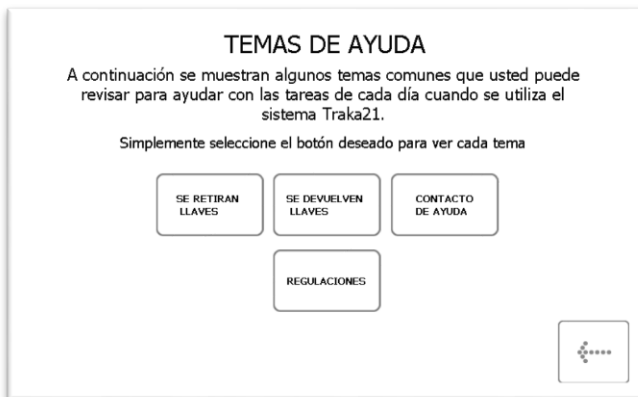 TEMAS DE AYUDA
A continuación se muestran algunos temas comunes que usted puede
revisar para ayudar con las tareas de cada día cuando se utiliza el
sistema Traka21.
Simplemente seleccione el botón deseado para ver cada tema
SE RETIRAN
LLAVES
SE DEVUELVEN
LLAVES
CONTACTO
DE AYUDA
REGULACIONES